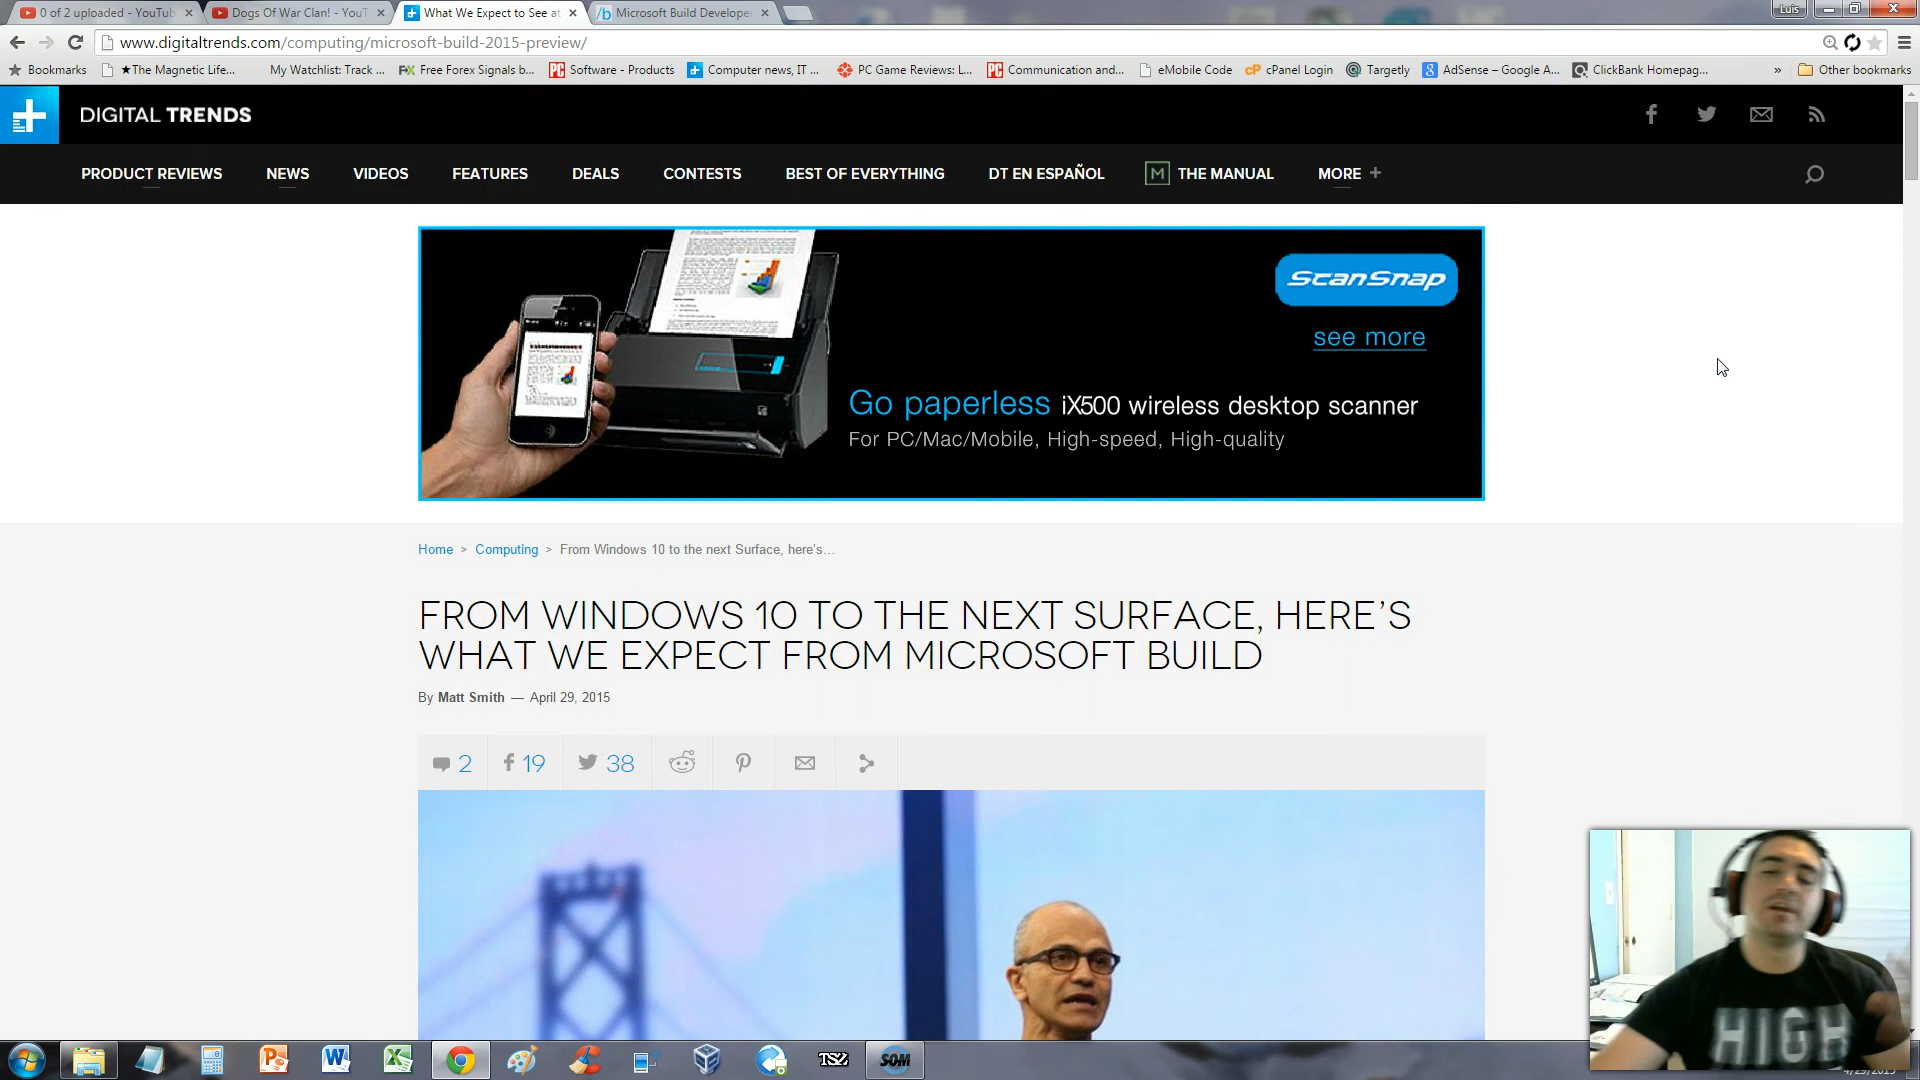 0 of 2 uploaded - YouTub
Dogs Of War Clan! - YouT
What We Expect to See at
Microsoft Build Develope
Luis
www.digitaltrends.com/computing/microsoft-build-2015-preview/
Bookmarks
★The Magnetic Life...
My Watchlist: Track ...
Free Forex Signals b...
Software - Products
Computer news, IT ...
PC Game Reviews: L...
Communication and...
eMobile Code
cPanel Login
Targetly
AdSense – Google A...
ClickBank Homepag...
»
Other bookmarks
DIGITAL TRENDS
PRODUCT REVIEWS
NEWS
VIDEOS
FEATURES
DEALS
CONTESTS
BEST OF EVERYTHING
DT EN ESPAÑOL
M THE MANUAL
MORE +
ScanSnap
see more
Go paperless iX500 wireless desktop scanner
For PC/Mac/Mobile, High-speed, High-quality
Home > Computing > From Windows 10 to the next Surface, here's...
FROM WINDOWS 10 TO THE NEXT SURFACE, HERE'S
WHAT WE EXPECT FROM MICROSOFT BUILD
By Matt Smith — April 29, 2015
2
19
38
HIGH
TS2
SOM